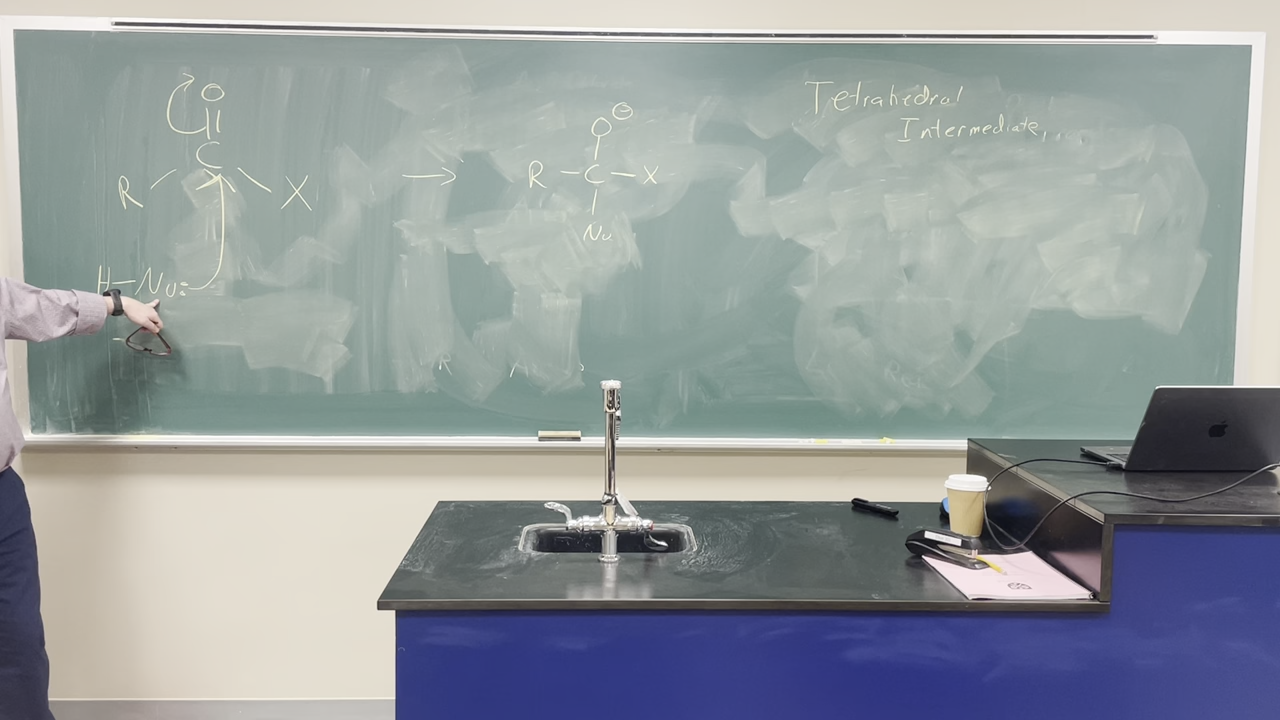 O
C
R X
H-Nu:
→
O⊖
R-C-X
Nu
Tetrahedral
Intermediate....